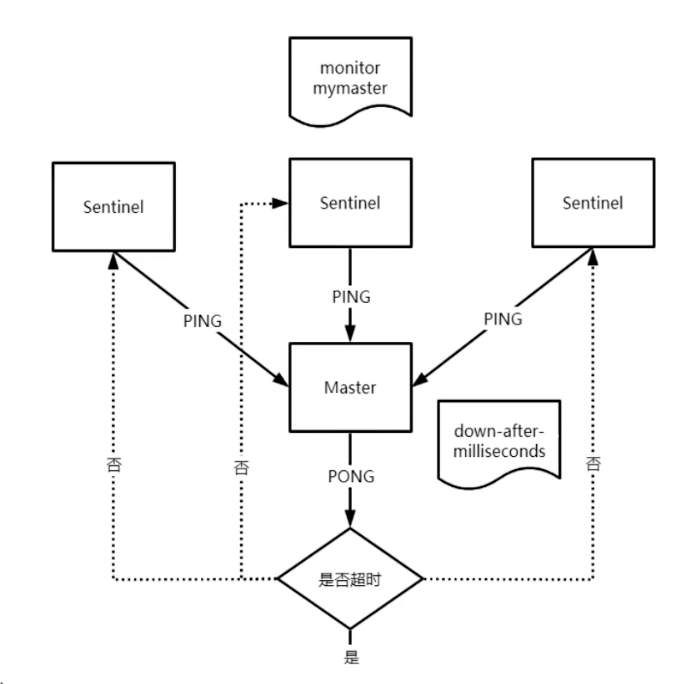 monitor
mymaster
Sentinel
Sentinel
Sentinel
PING
PING
PING
Master
down-after-
milliseconds
否
否
否
PONG
是否超时
是